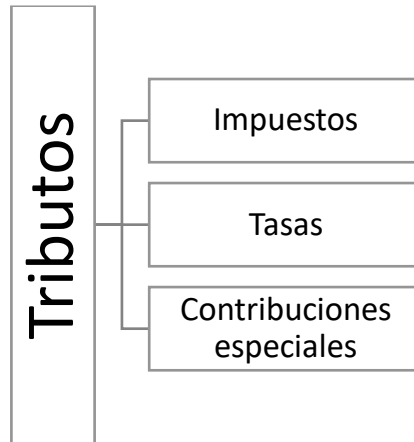 Tributos
Impuestos
Tasas
Contribuciones
especiales